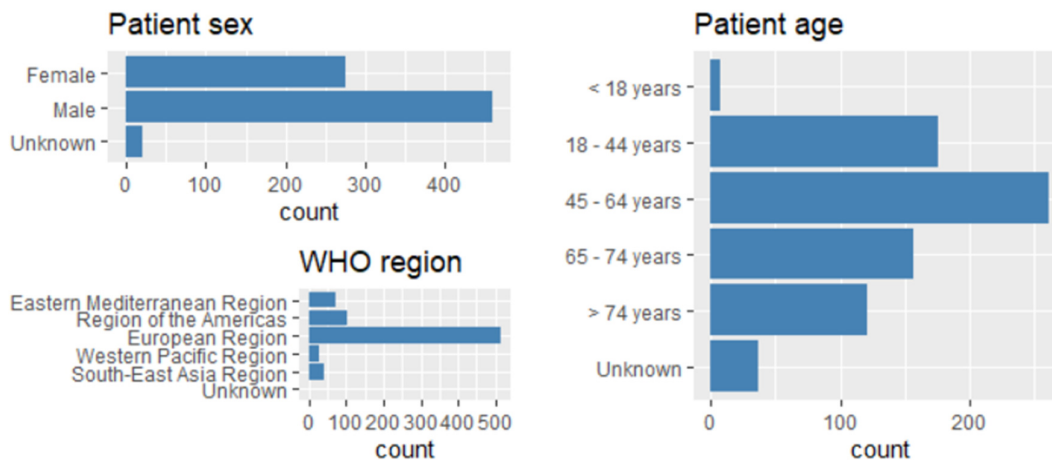 Patient sex
Female
Male
Unknown
0 100 200 300 400
count
WHO region
Eastern Mediterranean Region
Region of the Americas
European Region
Western Pacific Region
South-East Asia Region
Unknown
0 100 200 300 400 500
count
Patient age
< 18 years
18 - 44 years
45 - 64 years
65 - 74 years
> 74 years
Unknown
0 100 200
count